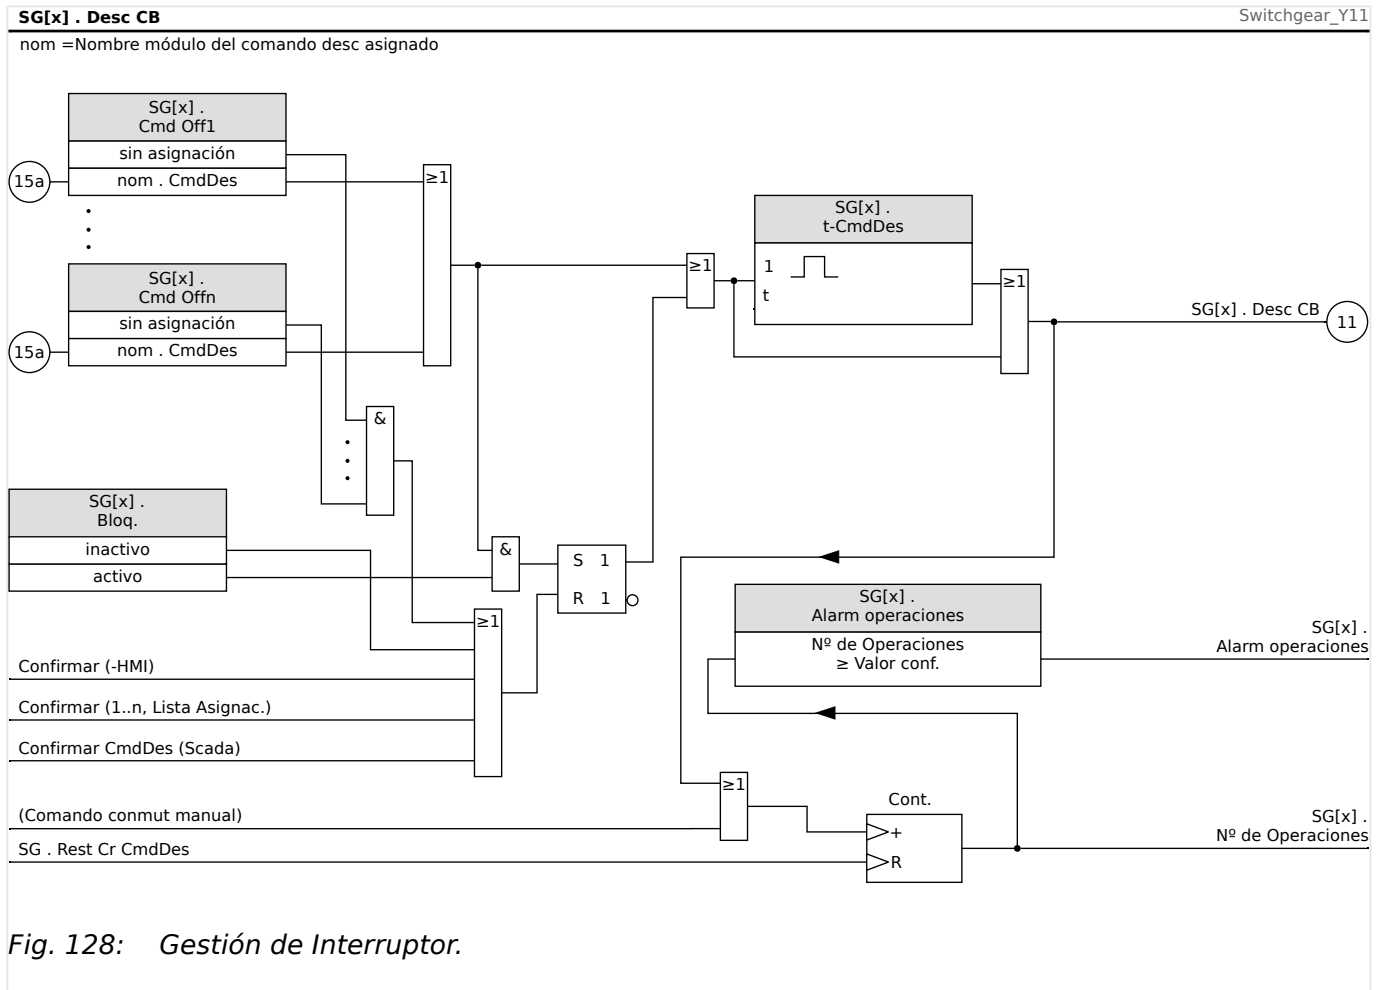 SG[x] . Desc CB
Switchgear_Y11
nom =Nombre módulo del comando desc asignado
SG[x] .
Cmd Off1
sin asignación
15a
nom . CmdDes
≥1
SG[x] .
t-CmdDes
1
t
SG[x] .
Cmd Offn
sin asignación
15a
nom . CmdDes
≥1
≥1
SG[x] . Desc CB
11
&
SG[x] .
Bloq.
inactivo
activo
&
S 1
R 1
≥1
SG[x] .
Alarm operaciones
Nº de Operaciones
≥ Valor conf.
SG[x] .
Alarm operaciones
Confirmar (-HMI)
Confirmar (1..n, Lista Asignac.)
Confirmar CmdDes (Scada)
≥1
(Comando conmut manual)
SG . Rest Cr CmdDes
Cont.
+
R
SG[x] .
Nº de Operaciones
Fig. 128: Gestión de Interruptor.